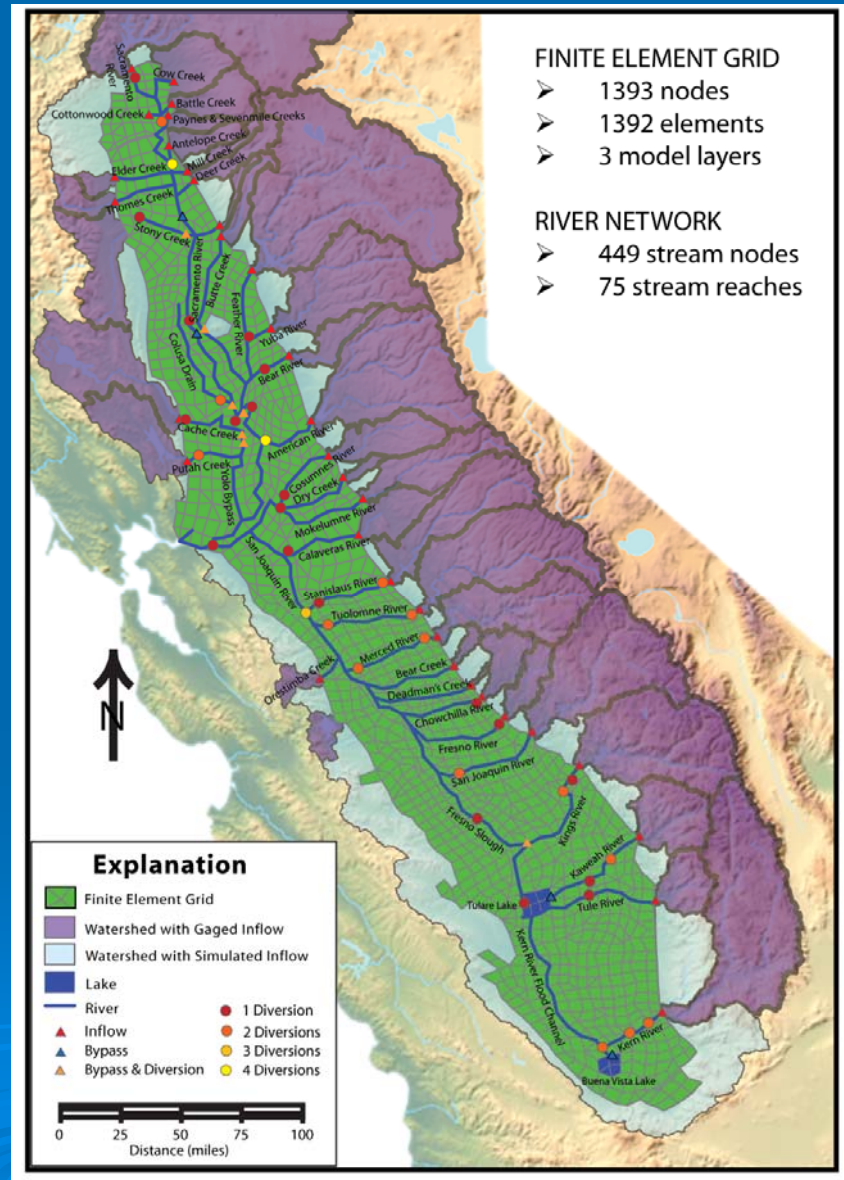 FINITE ELEMENT GRID
➢ 1393 nodes
➢ 1392 elements
➢ 3 model layers
RIVER NETWORK
➢ 449 stream nodes
➢ 75 stream reaches
Sacramento
River
Cow Creek
Battle Creek
Cottonwood Creek
Paynes & Sevenmile Creeks
Antelope Creek
Mill Creek
Elder Creek
Deer Creek
Thomes Creek
Stony Creek
Sacramento River
Butte Creek
Feather River
Yuba River
Colusa Drain
Bear River
Cache Creek
American River
Putah Creek
Yolo Bypass
Cosumnes River
Dry Creek
Mokelumne River
Calaveras River
San Joaquin River
Stanislaus River
Tuolomne River
Merced River
Orestimba Creek
Bear Creek
Deadman's Creek
Chowchilla River
Fresno River
San Joaquin River
Fresno Slough
Kings River
Kaweah River
Tulare Lake
Tule River
Kern River Flood Channel
Kern River
Buena Vista Lake
N
Explanation
Finite Element Grid
Watershed with Gaged Inflow
Watershed with Simulated Inflow
Lake
River
Inflow
Bypass
Bypass & Diversion
1 Diversion
2 Diversions
3 Diversions
4 Diversions
0 25 50 75 100
Distance (miles)